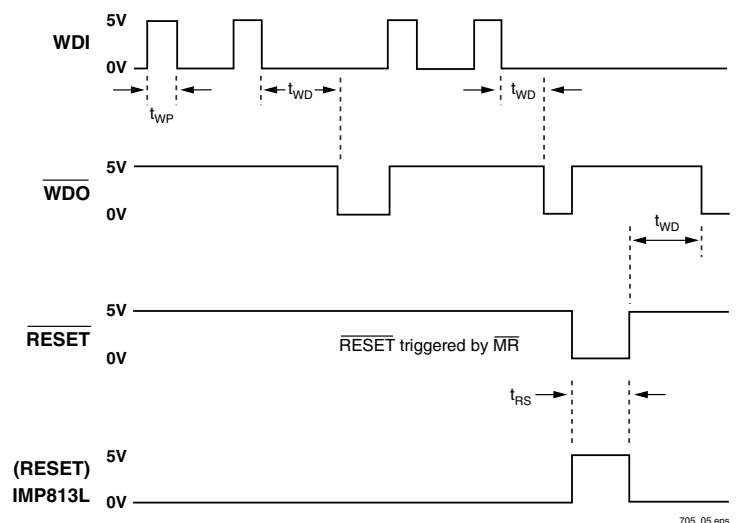 5V
WDI
0V
tWD
tWD
tWP
5V
WDO
0V
tWD
5V
RESET
RESET triggered by MR
0V
tRS
(RESET)
5V
IMP813L
0V
705_05.eps